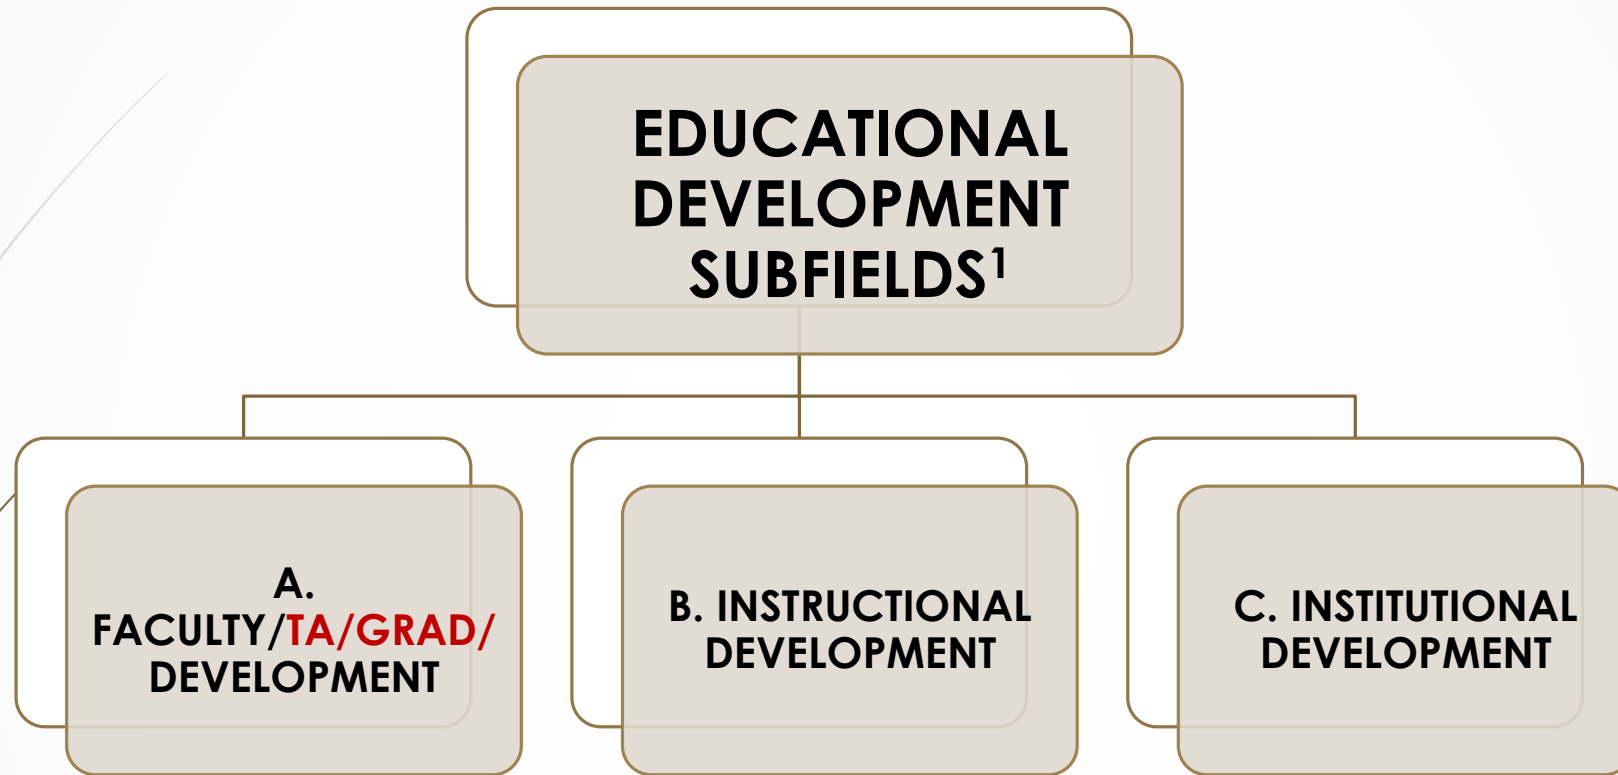 EDUCATIONAL
DEVELOPMENT
SUBFIELDS¹
A.
FACULTY/TA/GRAD/
DEVELOPMENT
B. INSTRUCTIONAL
DEVELOPMENT
C. INSTITUTIONAL
DEVELOPMENT